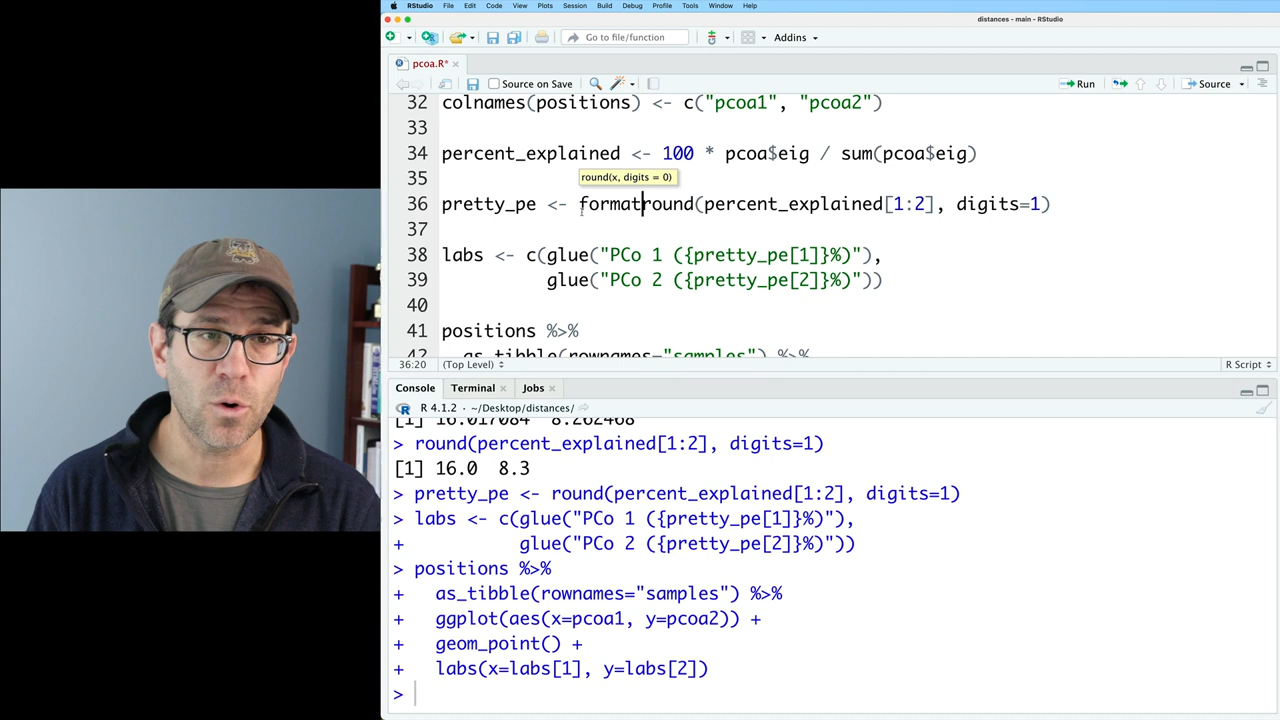 RStudio File Edit Code View Plots Session Build Debug Profile Tools Window Help
distances - main - RStudio
Go to file/function Addins
pcoa.R*
Source on Save Run Source
32 colnames(positions) <- c("pcoa1", "pcoa2")
33
34 percent_explained <- 100 * pcoa$eig / sum(pcoa$eig)
35
round(x, digits = 0)
36 pretty_pe <- formatround(percent_explained[1:2], digits=1)
37
38 labs <- c(glue("PCo 1 ({pretty_pe[1]}%)"),
39 glue("PCo 2 ({pretty_pe[2]}%)"))
40
41 positions %>%
42 as_tibble(rownames="samples") %>%
36:20 (Top Level) R Script
Console Terminal Jobs
R 4.1.2 · ~/Desktop/distances/
[1] 16.017084 8.262468
> round(percent_explained[1:2], digits=1)
[1] 16.0 8.3
> pretty_pe <- round(percent_explained[1:2], digits=1)
> labs <- c(glue("PCo 1 ({pretty_pe[1]}%)"),
+ glue("PCo 2 ({pretty_pe[2]}%)"))
> positions %>%
+ as_tibble(rownames="samples") %>%
+ ggplot(aes(x=pcoa1, y=pcoa2)) +
+ geom_point() +
+ labs(x=labs[1], y=labs[2])
>